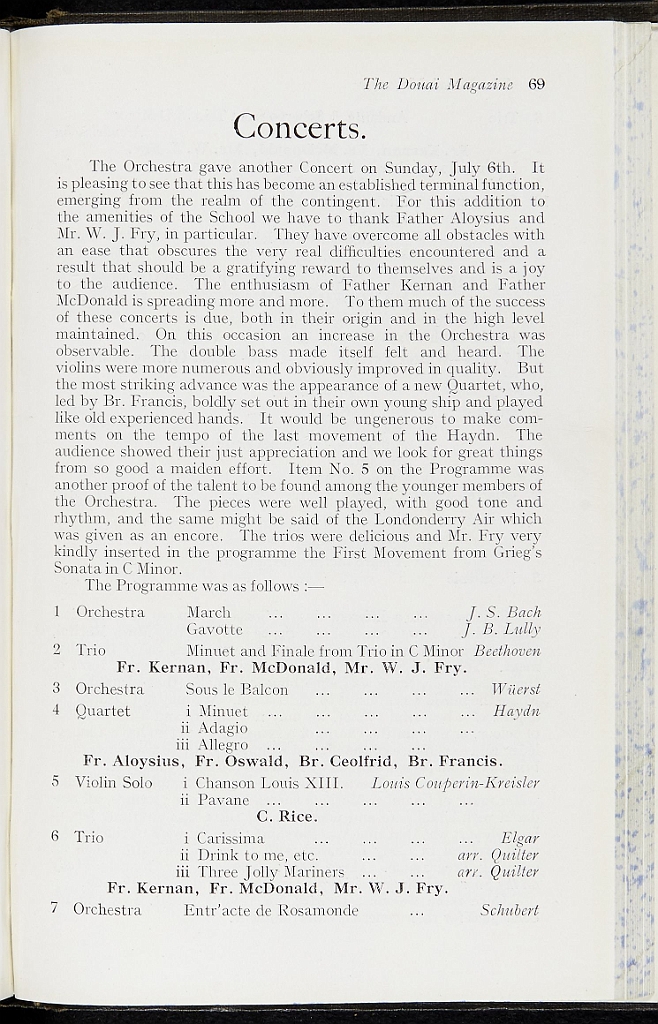 The Douai Magazine 69
Concerts.
The Orchestra gave another Concert on Sunday, July 6th. It
is pleasing to see that this has become an established terminal function,
emerging from the realm of the contingent. For this addition to
the amenities of the School we have to thank Father Aloysius and
Mr. W. J. Fry, in particular. They have overcome all obstacles with
an ease that obscures the very real difficulties encountered and a
result that should be a gratifying reward to themselves and is a joy
to the audience. The enthusiasm of Father Kernan and Father
McDonald is spreading more and more. To them much of the success
of these concerts is due, both in their origin and in the high level
maintained. On this occasion an increase in the Orchestra was
observable. The double bass made itself felt and heard. The
violins were more numerous and obviously improved in quality. But
the most striking advance was the appearance of a new Quartet, who,
led by Br. Francis, boldly set out in their own young ship and played
like old experienced hands. It would be ungenerous to make com-
ments on the tempo of the last movement of the Haydn. The
audience showed their just appreciation and we look for great things
from so good a maiden effort. Item No. 5 on the Programme was
another proof of the talent to be found among the younger members of
the Orchestra. The pieces were well played, with good tone and
rhythm, and the same might be said of the Londonderry Air which
was given as an encore. The trios were delicious and Mr. Fry very
kindly inserted in the programme the First Movement from Grieg's
Sonata in C Minor.
The Programme was as follows :—
1 Orchestra March ... ... ... ... J. S. Bach
Gavotte ... ... ... ... J. B. Lully
2 Trio Minuet and Finale from Trio in C Minor Beethoven
Fr. Kernan, Fr. McDonald, Mr. W. J. Fry.
3 Orchestra Sous le Balcon ... ... ... ... Wüerst
4 Quartet i Minuet ... ... ... ... ... Haydn
ii Adagio ... ... ... ...
iii Allegro ... ... ... ...
Fr. Aloysius, Fr. Oswald, Br. Ceolfrid, Br. Francis.
5 Violin Solo i Chanson Louis XIII. Louis Couperin-Kreisler
ii Pavane ... ... ... ... ...
C. Rice.
6 Trio i Carissima ... ... ... ... Elgar
ii Drink to me, etc. ... ... arr. Quilter
iii Three Jolly Mariners ... ... arr. Quilter
Fr. Kernan, Fr. McDonald, Mr. W. J. Fry.
7 Orchestra Entr'acte de Rosamonde ... Schubert